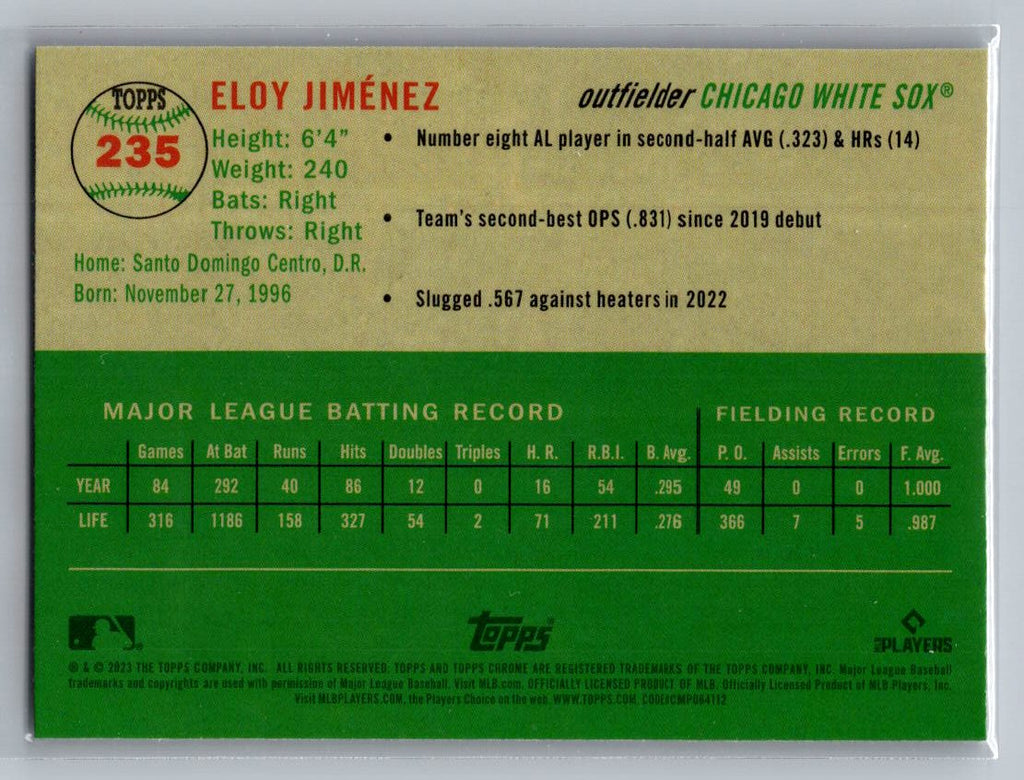 TOPPS
235
ELOY JIMÉNEZ
outfielder CHICAGO WHITE SOX®
Height: 6'4"
Weight: 240
Bats: Right
Throws: Right
Home: Santo Domingo Centro, D.R.
Born: November 27, 1996
• Number eight AL player in second-half AVG (.323) & HRs (14)
• Team's second-best OPS (.831) since 2019 debut
• Slugged .567 against heaters in 2022
MAJOR LEAGUE BATTING RECORD FIELDING RECORD
Games At Bat Runs Hits Doubles Triples H. R. R.B.I. B. Avg. P. O. Assists Errors F. Avg.
YEAR 84 292 40 86 12 0 16 54 .295 49 0 0 1.000
LIFE 316 1186 158 327 54 2 71 211 .276 366 7 5 .987
topps
PLAYERS
® & © 2023 THE TOPPS COMPANY, INC. ALL RIGHTS RESERVED. TOPPS AND TOPPS CHROME ARE REGISTERED TRADEMARKS OF THE TOPPS COMPANY, INC. Major League Baseball
trademarks and copyrights are used with permission of Major League Baseball. Visit MLB.com. OFFICIALLY LICENSED PRODUCT OF MLB. Officially Licensed Product of MLB Players, Inc.
Visit MLBPLAYERS.COM, the Players Choice on the web. WWW.TOPPS.COM. CODE#CMP064112